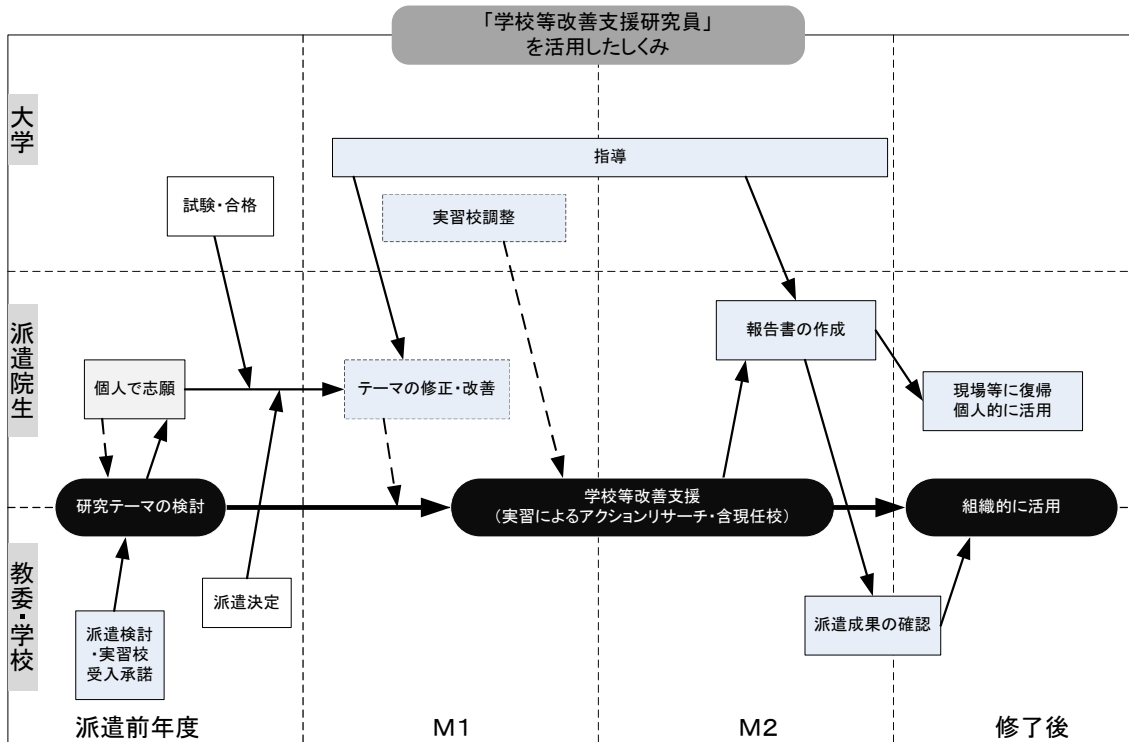 「学校等改善支援研究員」
を活用したしくみ
大学
指導
試験・合格
実習校調整
派遣院生
報告書の作成
個人で志願
テーマの修正・改善
現場等に復帰
個人的に活用
研究テーマの検討
学校等改善支援
(実習によるアクションリサーチ・含現任校)
組織的に活用
教委・学校
派遣決定
派遣検討
・実習校
受入承諾
派遣成果の確認
派遣前年度
M1
M2
修了後